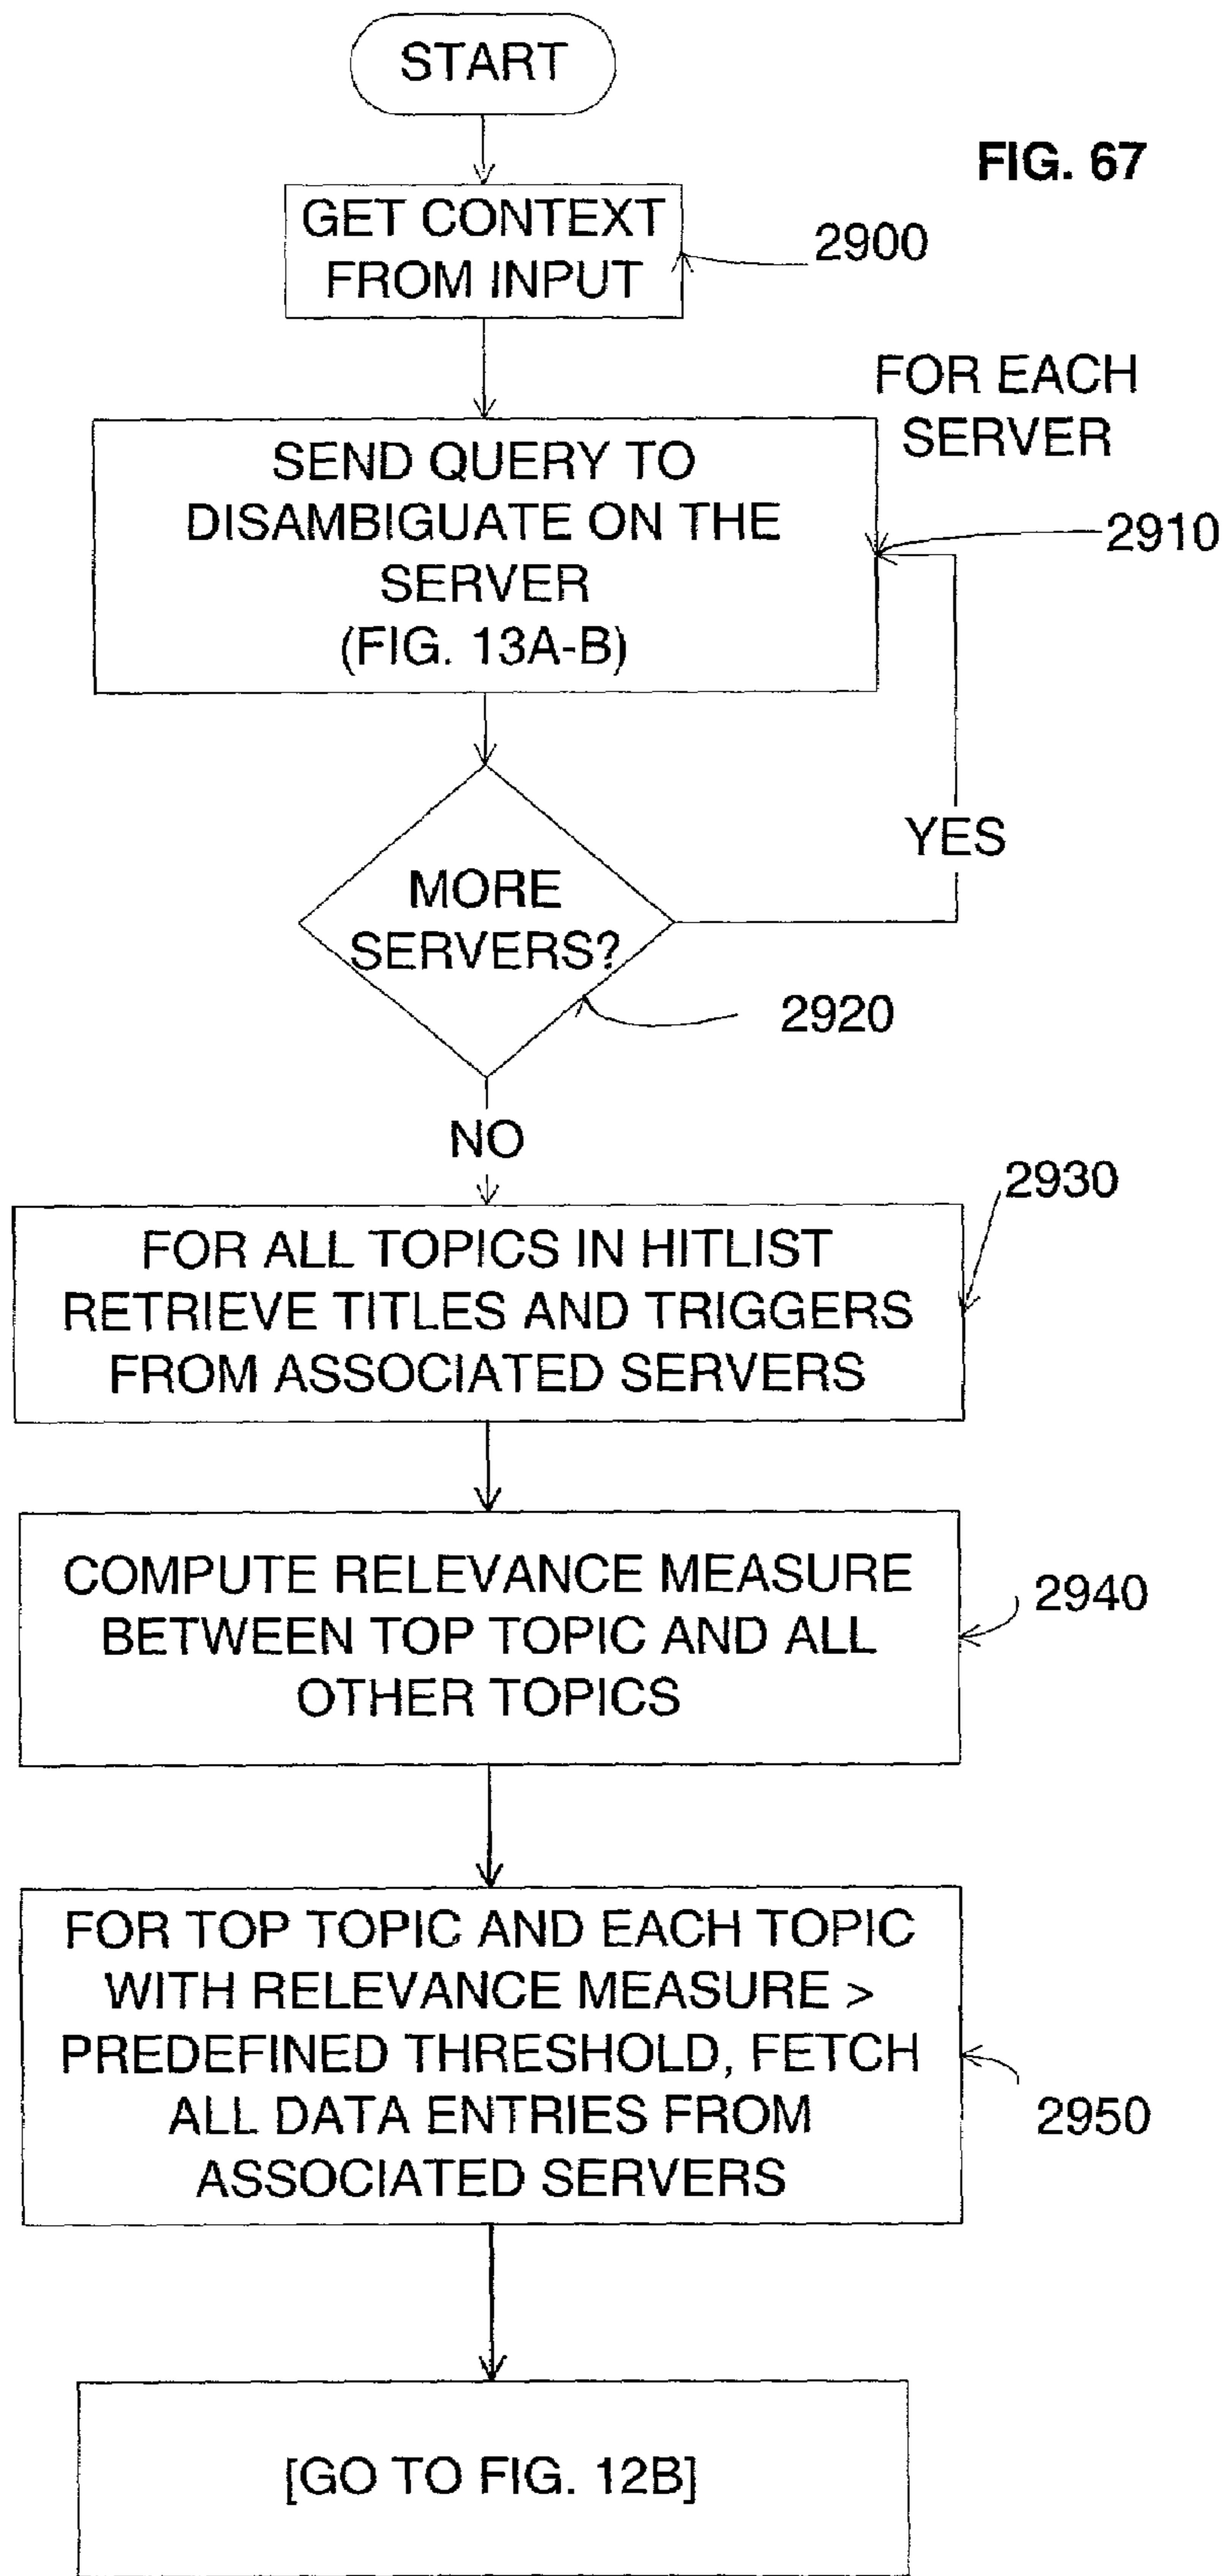 START
FIG. 67
GET CONTEXT
FROM INPUT
2900
FOR EACH
SERVER
SEND QUERY TO
DISAMBIGUATE ON THE
SERVER
(FIG. 13A-B)
2910
YES
MORE
SERVERS?
2920
NO
2930
FOR ALL TOPICS IN HITLIST
RETRIEVE TITLES AND TRIGGERS
FROM ASSOCIATED SERVERS
COMPUTE RELEVANCE MEASURE
BETWEEN TOP TOPIC AND ALL
OTHER TOPICS
2940
FOR TOP TOPIC AND EACH TOPIC
WITH RELEVANCE MEASURE >
PREDEFINED THRESHOLD, FETCH
ALL DATA ENTRIES FROM
ASSOCIATED SERVERS
2950
[GO TO FIG. 12B]